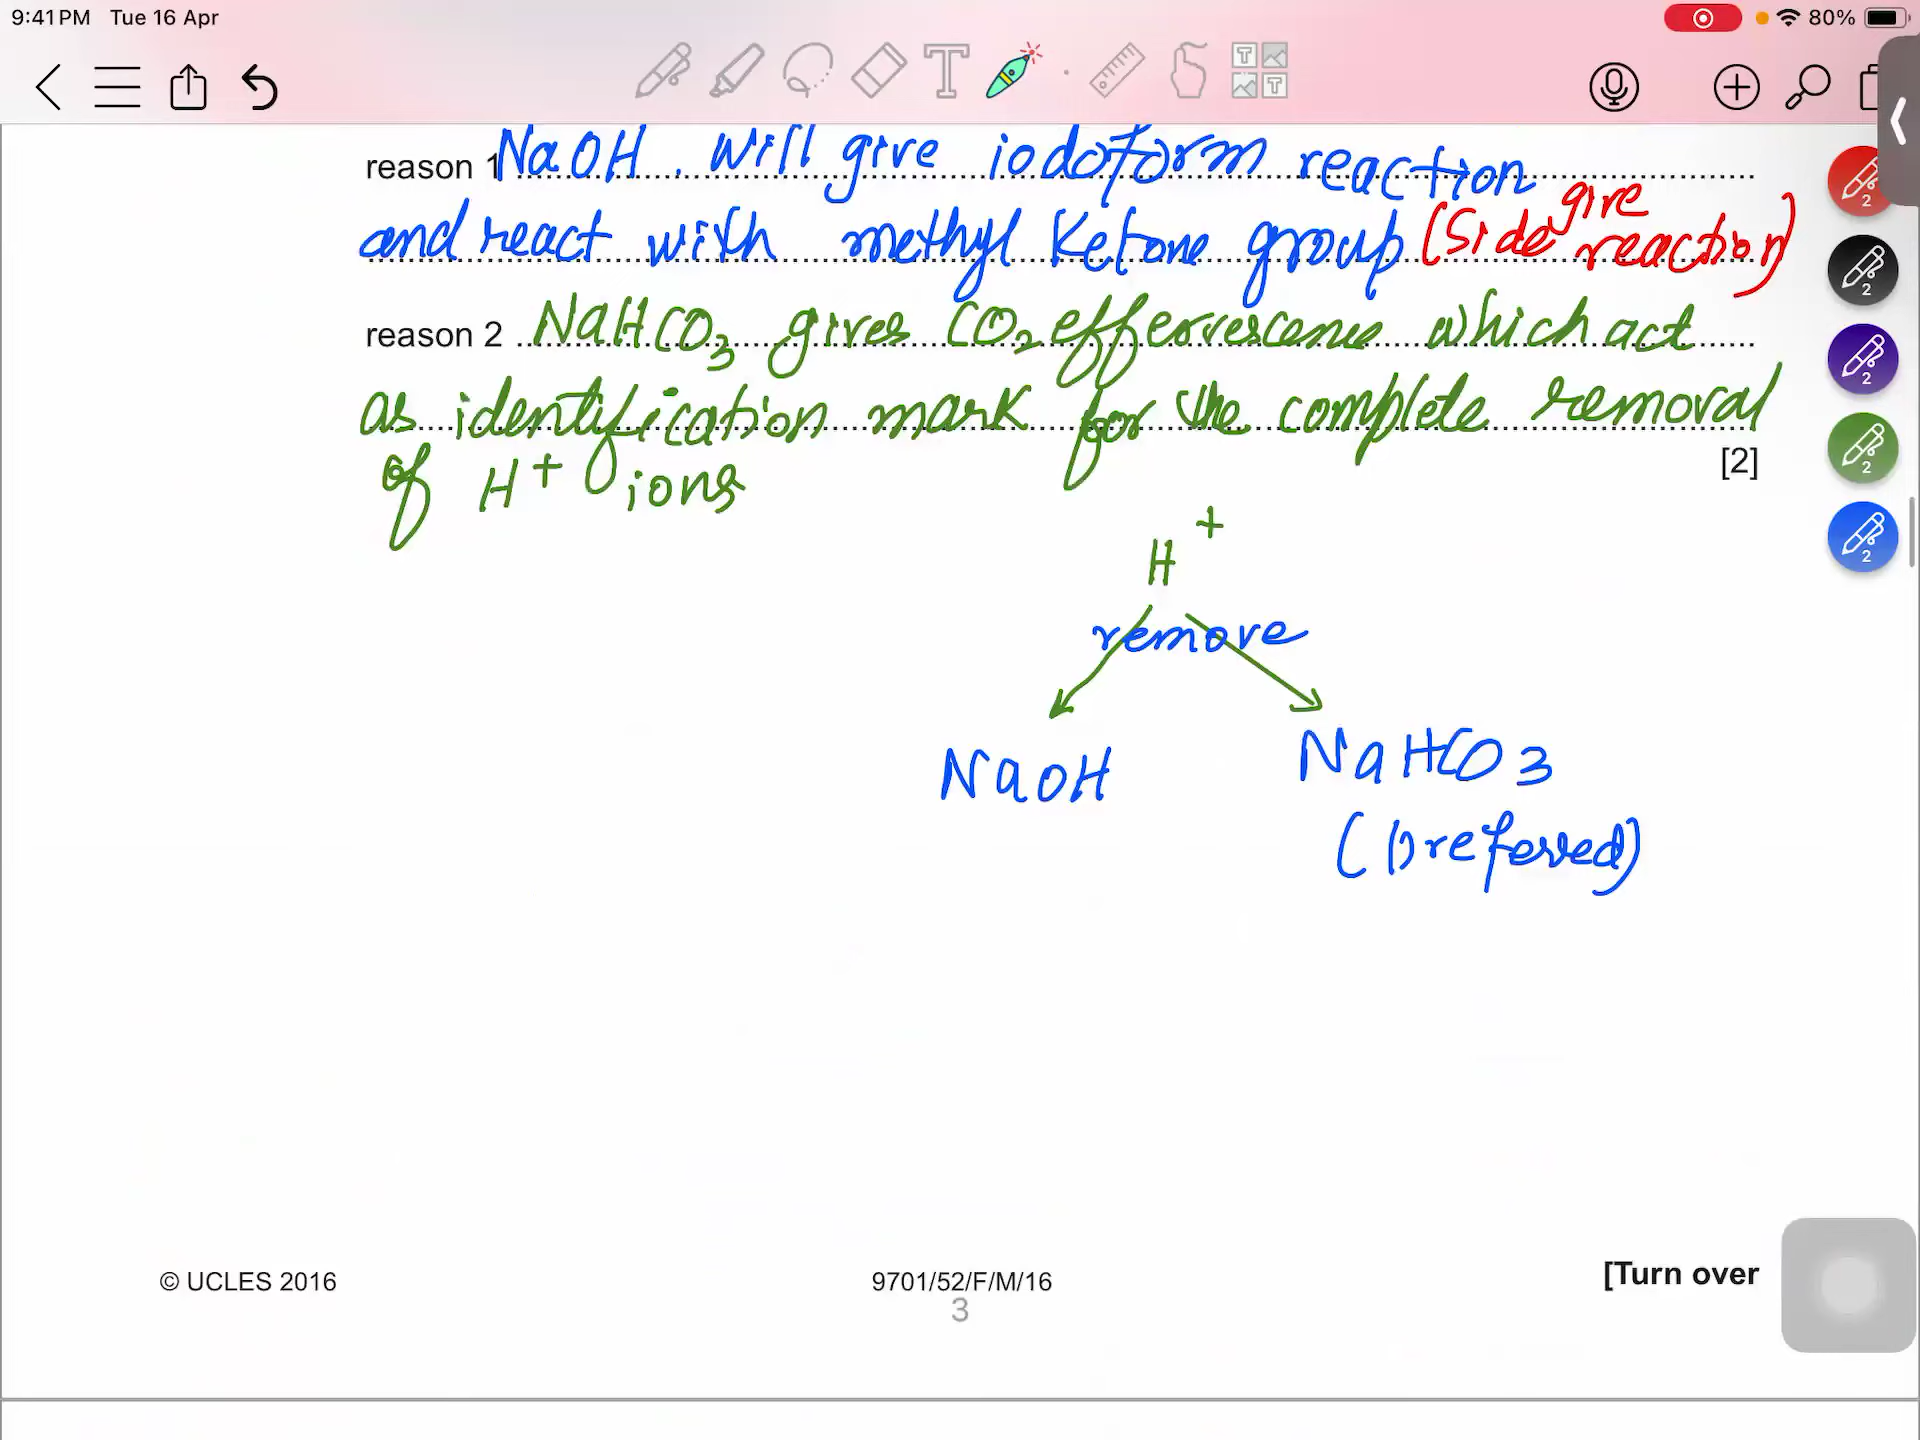 9:41 PM Tue 16 Apr 80%
reason 1 NaOH. will give iodoform reaction
and react with methyl Ketone group (Side give reaction)
reason 2 NaHCO3 gives CO2 effervescence which act
as identification mark for the complete removal
of H+ ions
[2]
H+
remove
NaOH NaHCO3
(preferred)
© UCLES 2016 9701/52/F/M/16 [Turn over
3